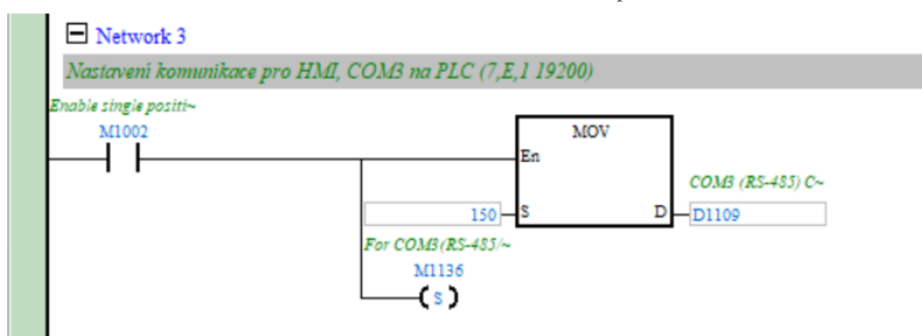 Network 3
Nastavení komunikace pro HMI, COM3 na PLC (7,E,1 19200)
Enable single positi~
M1002
MOV
En
COM3 (RS-485) C~
150 S D D1109
For COM3(RS-485/~
M1136
S